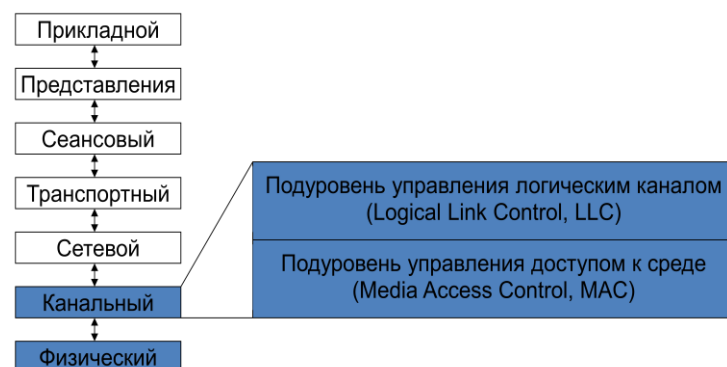 Прикладной
Представления
Сеансовый
Транспортный
Сетевой
Канальный
Физический
Подуровень управления логическим каналом
(Logical Link Control, LLC)
Подуровень управления доступом к среде
(Media Access Control, MAC)